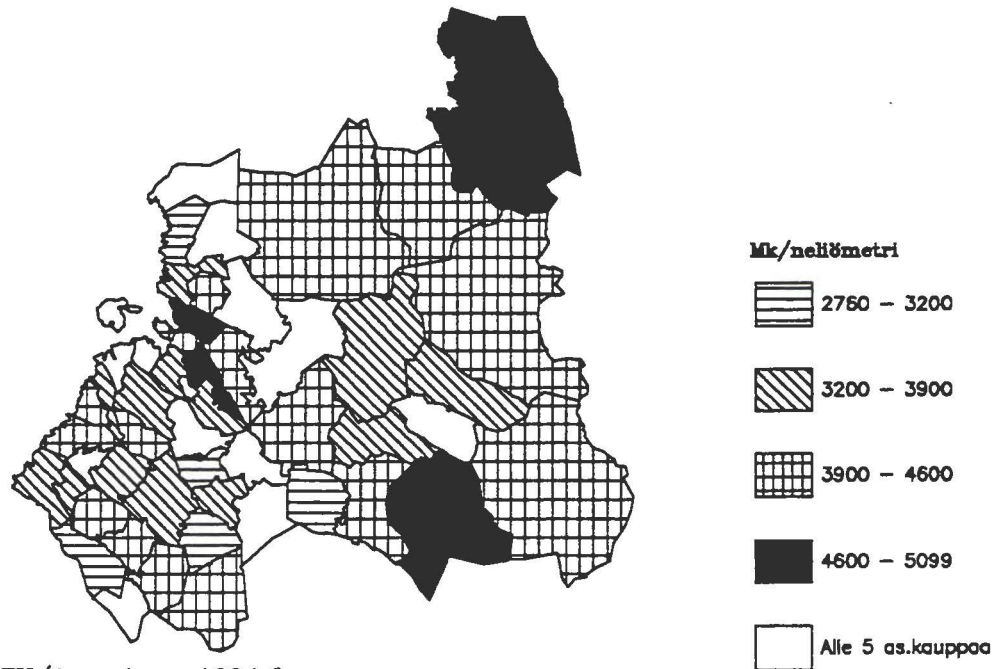 Mk/neliömetri
2760 – 3200
3200 – 3900
3900 – 4600
4600 – 5099
Alle 5 as.kauppaa